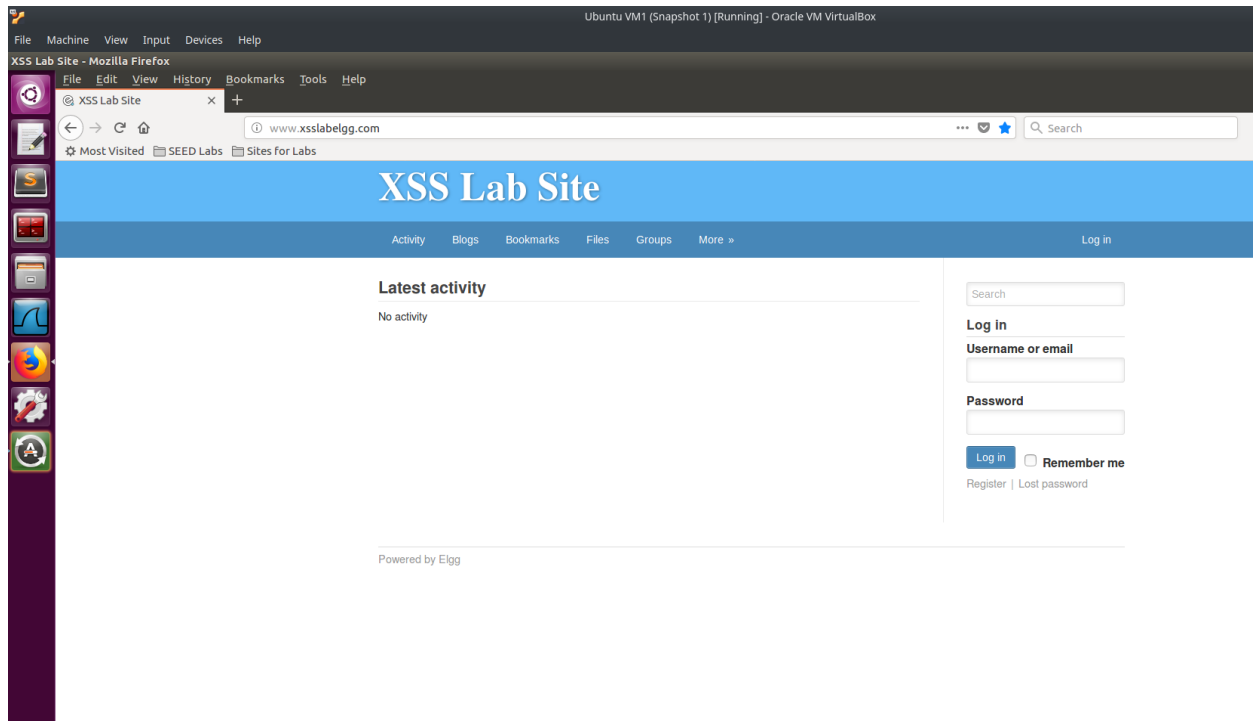 Ubuntu VM1 (Snapshot 1) [Running] - Oracle VM VirtualBox
File Machine View Input Devices Help
XSS Lab Site - Mozilla Firefox
File Edit View History Bookmarks Tools Help
XSS Lab Site × +
www.xsslabelgg.com ••• Search
Most Visited SEED Labs Sites for Labs
XSS Lab Site
Activity Blogs Bookmarks Files Groups More » Log in
Latest activity
No activity
Search
Log in
Username or email
Password
Log in Remember me
Register | Lost password
Powered by Elgg